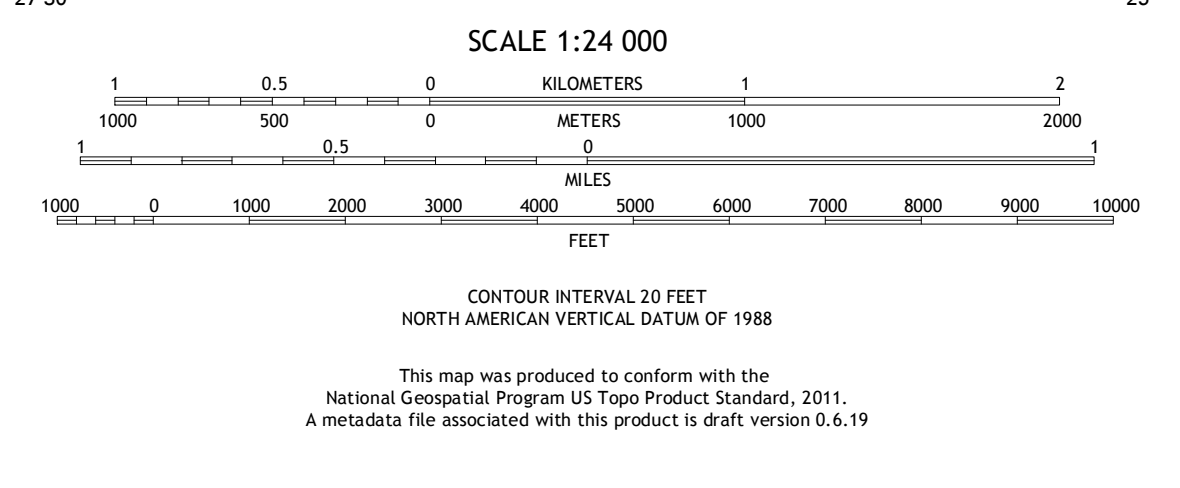 SCALE 1:24 000
1 0.5 0 KILOMETERS 1 2
1000 500 0 METERS 1000 2000
1 0.5 0 1
MILES
1000 0 1000 2000 3000 4000 5000 6000 7000 8000 9000 10000
FEET
CONTOUR INTERVAL 20 FEET
NORTH AMERICAN VERTICAL DATUM OF 1988
This map was produced to conform with the
National Geospatial Program US Topo Product Standard, 2011.
A metadata file associated with this product is draft version 0.6.19